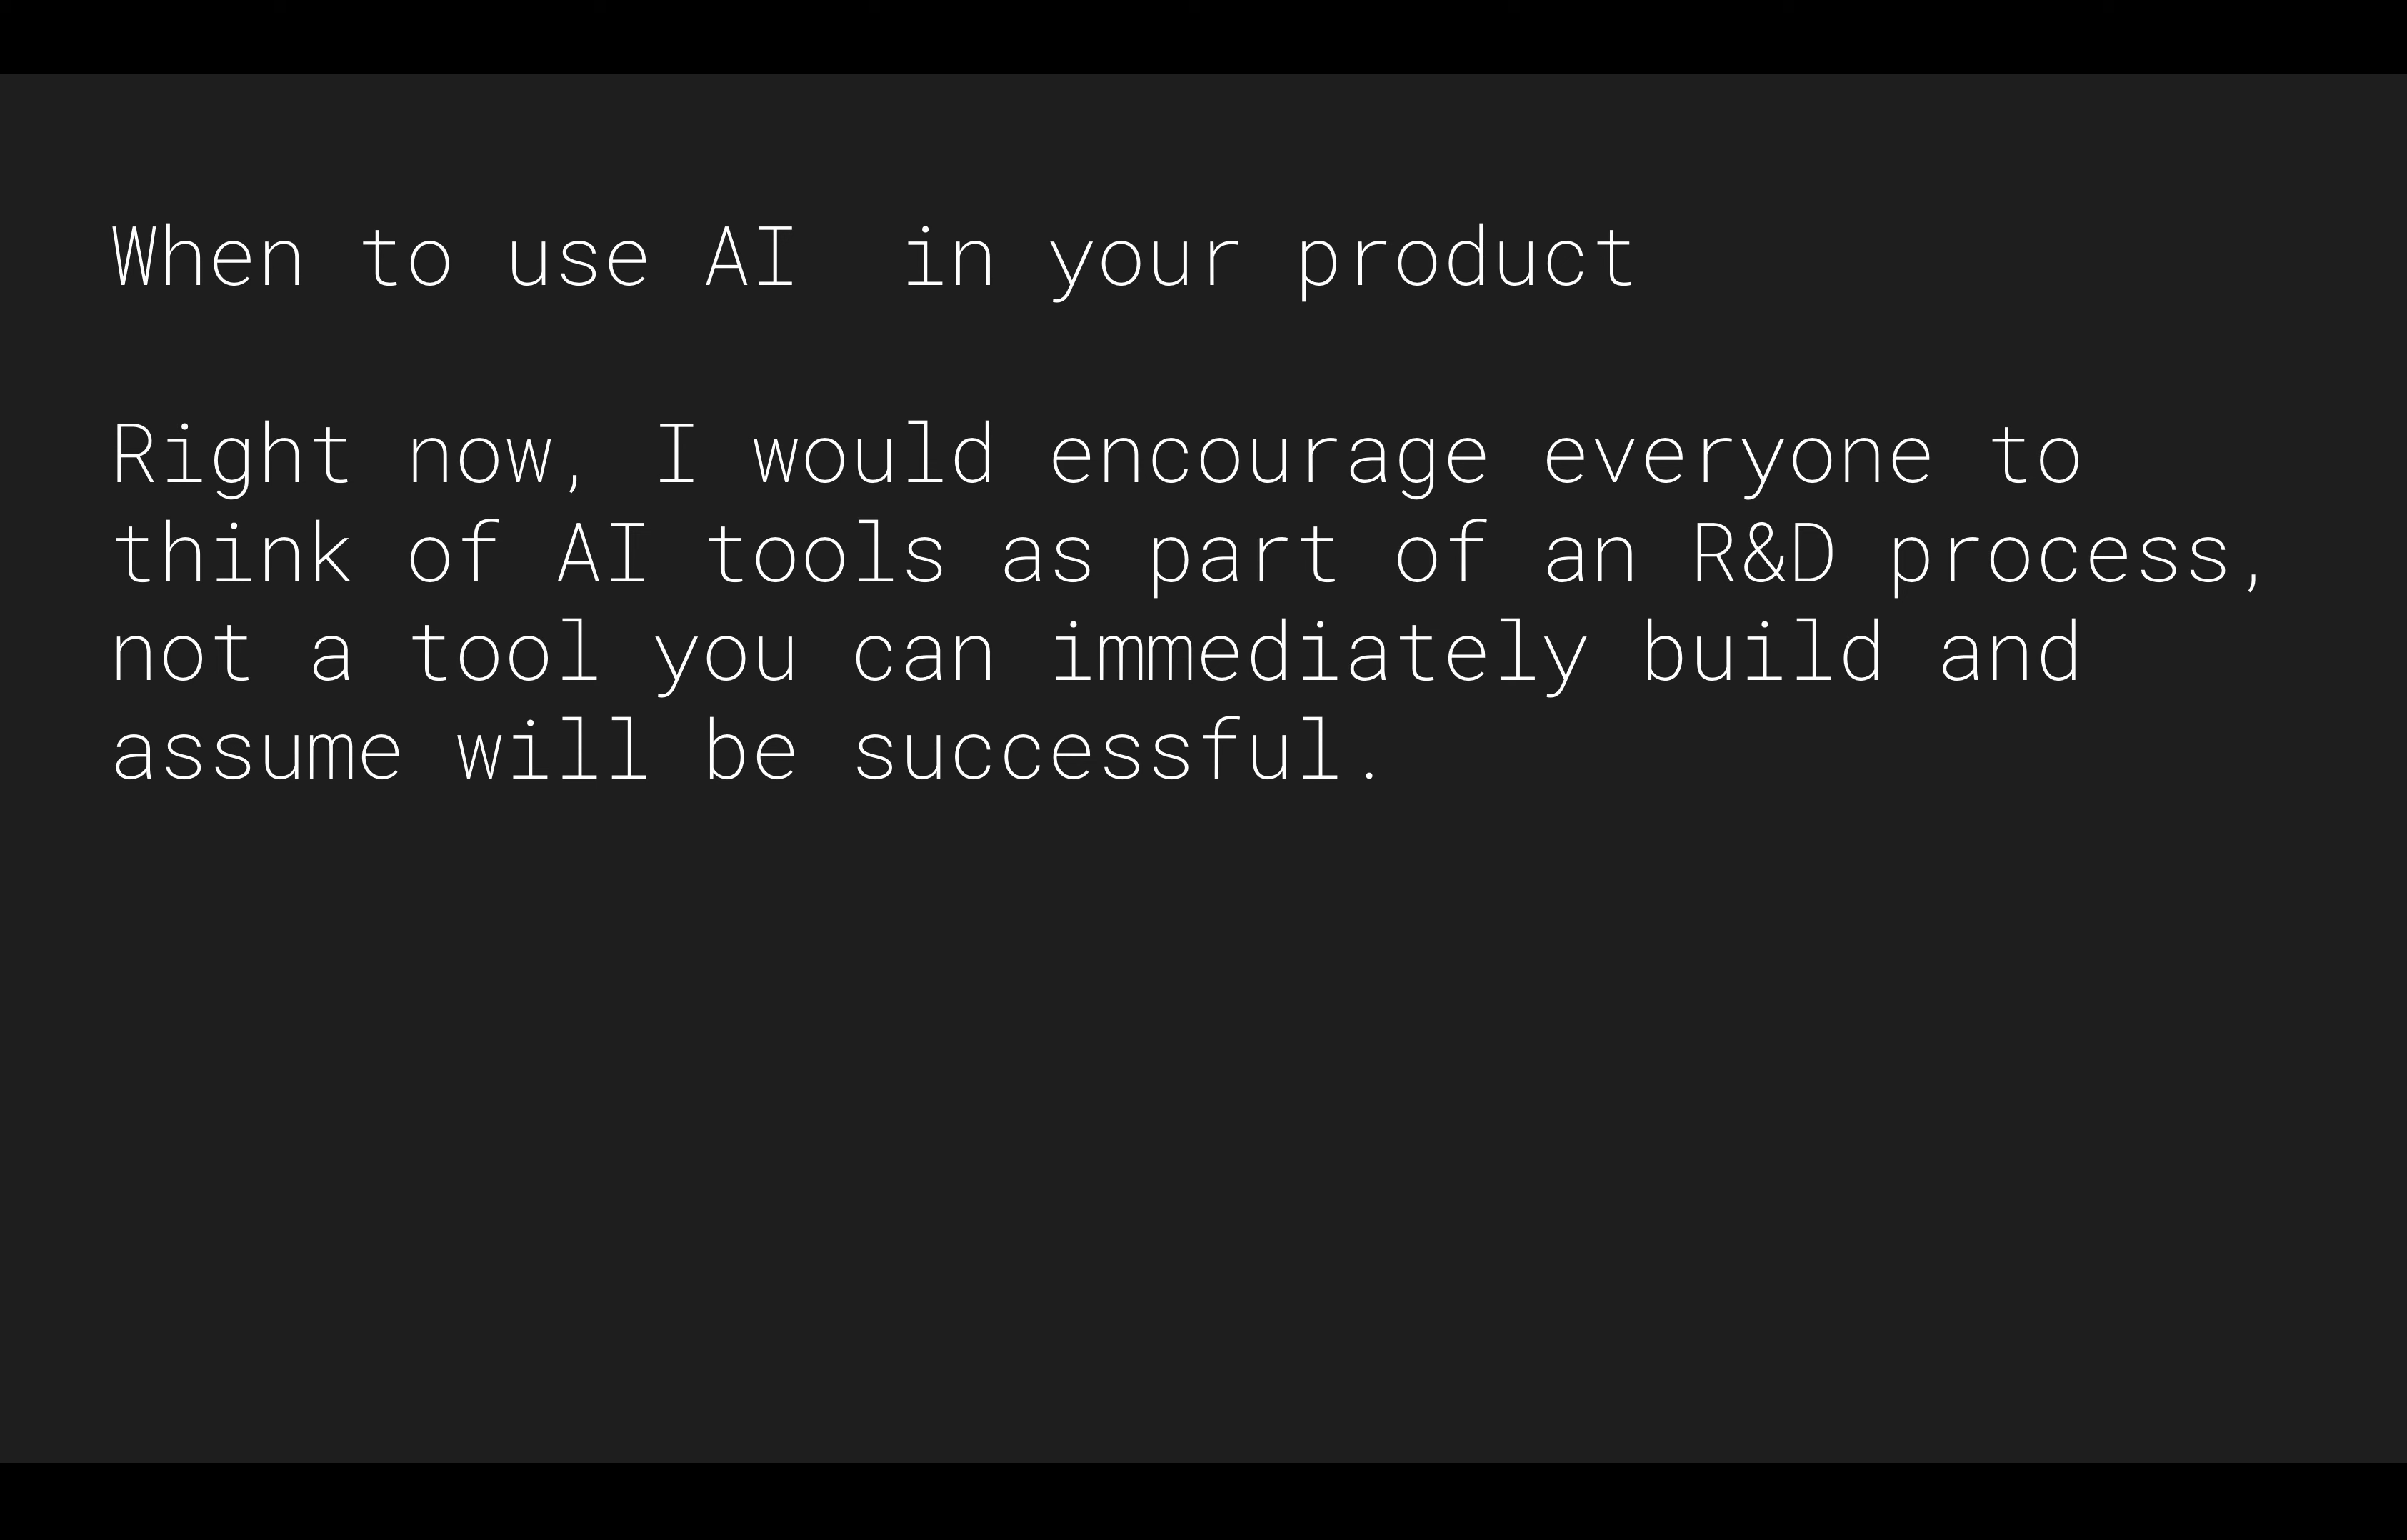 When to use AI  in your product
Right now, I would encourage everyone to
think of AI tools as part of an R&D process,
not a tool you can immediately build and
assume will be successful.